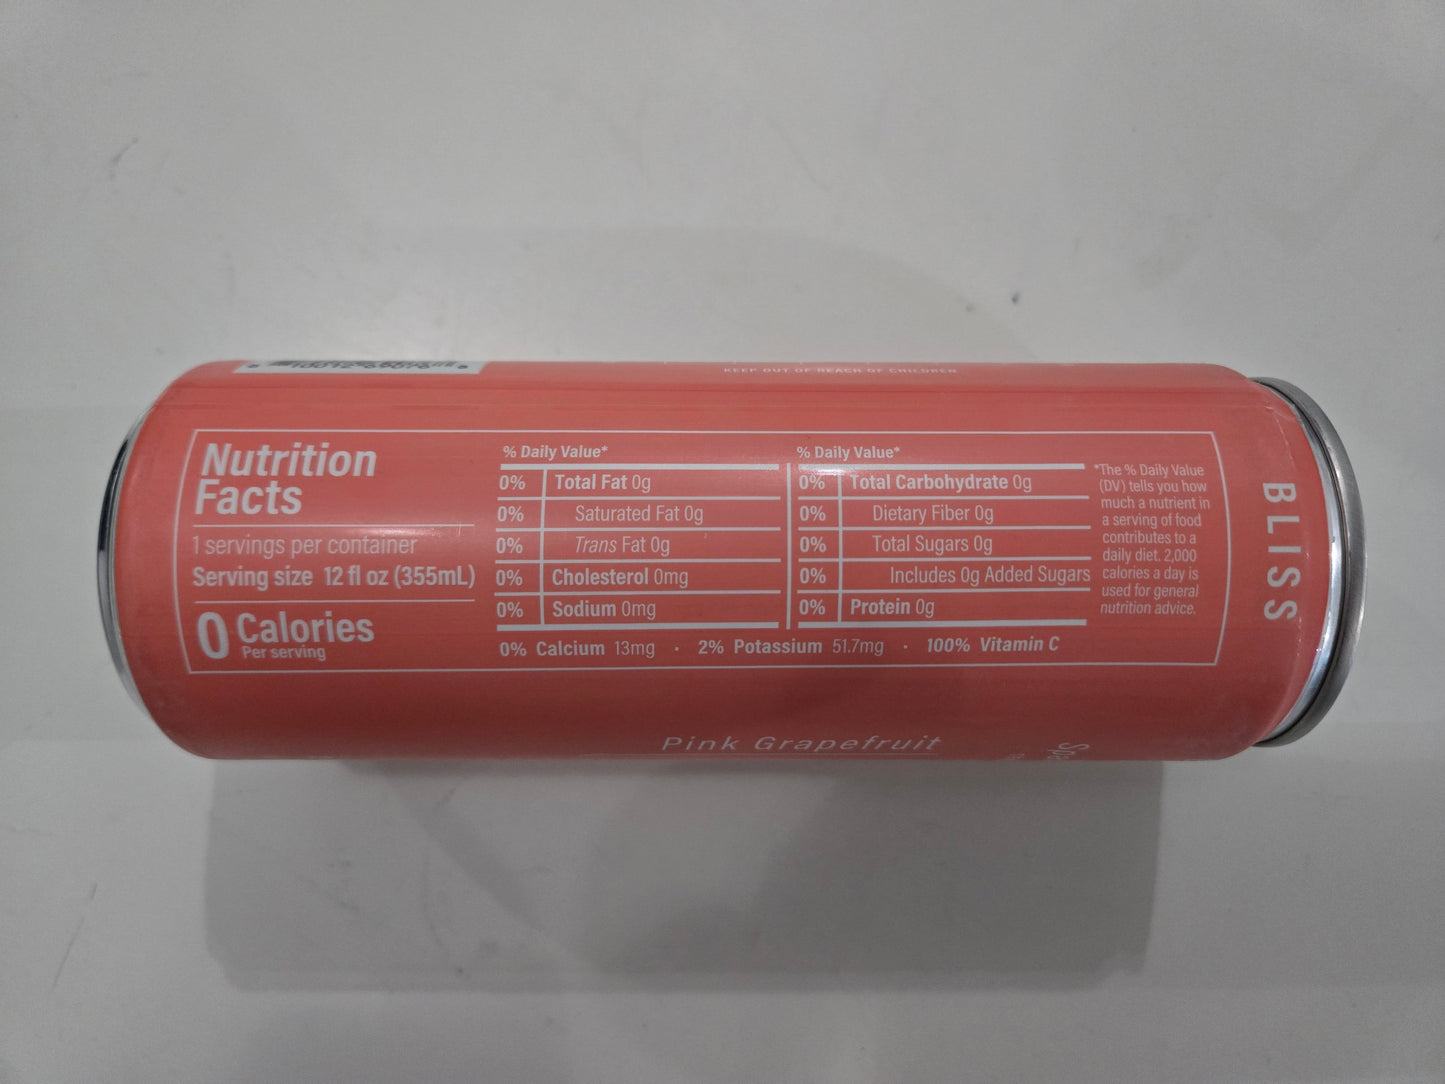 KEEP OUT OF REACH OF CHILDREN
Nutrition
Facts
1 servings per container
Serving size 12 fl oz (355mL)
0 Calories
Per serving
% Daily Value*
0% Total Fat 0g
0% Saturated Fat 0g
0% Trans Fat 0g
0% Cholesterol 0mg
0% Sodium 0mg
% Daily Value*
0% Total Carbohydrate 0g
0% Dietary Fiber 0g
0% Total Sugars 0g
0% Includes 0g Added Sugars
0% Protein 0g
0% Calcium 13mg · 2% Potassium 51.7mg · 100% Vitamin C
*The % Daily Value
(DV) tells you how
much a nutrient in
a serving of food
contributes to a
daily diet. 2,000
calories a day is
used for general
nutrition advice.
BLISS
Pink Grapefruit